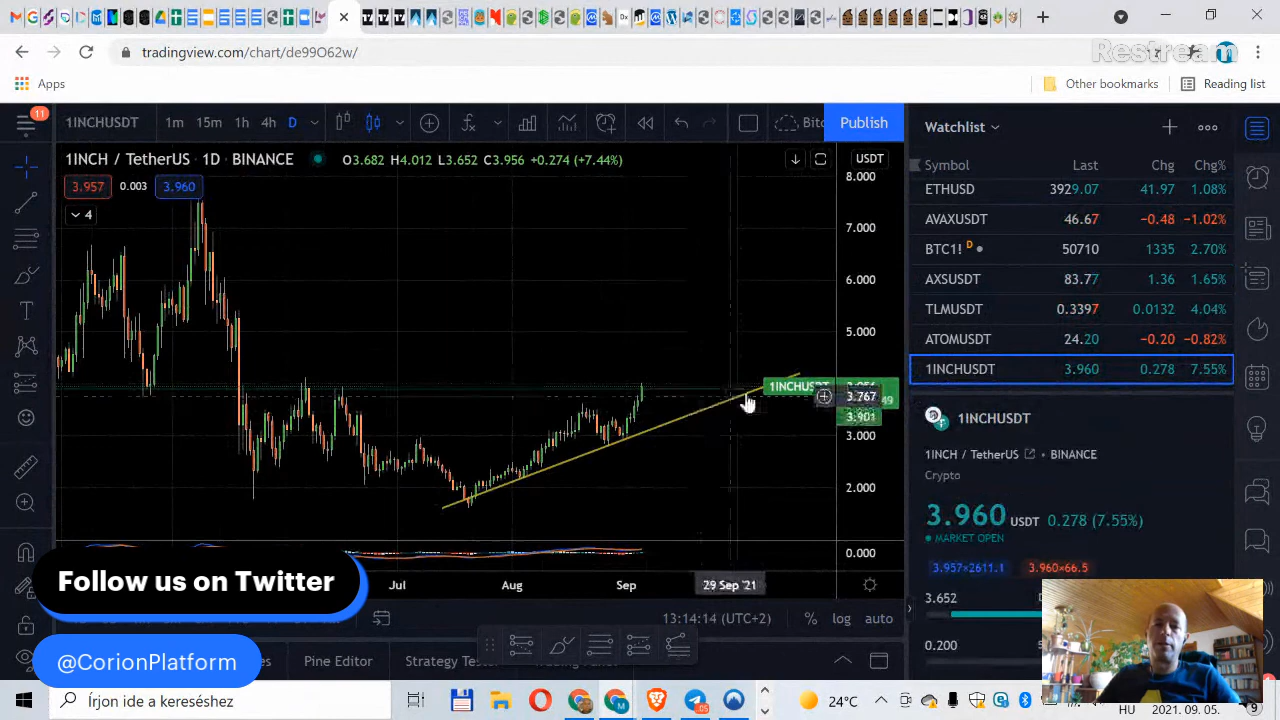 tradingview.com/chart/de99O62w/
Restream
Apps
Other bookmarks
Reading list
11
1INCHUSDT
1m 15m 1h 4h D
Publish
Watchlist
1INCH / TetherUS · 1D · BINANCE
O3.682 H4.012 L3.652 C3.956 +0.274 (+7.44%)
USDT
3.957 0.003 3.960
4
8.000
7.000
6.000
5.000
1INCHUSDT
3.767
3.901
3.000
2.000
0.000
Jul Aug Sep 29 Sep '21
13:14:14 (UTC+2) % log auto
Pine Editor
Symbol Last Chg Chg%
ETHUSD 3929.07 41.97 1.08%
AVAXUSDT 46.67 −0.48 −1.02%
BTC1! D 50710 1335 2.70%
AXSUSDT 83.77 1.36 1.65%
TLMUSDT 0.3397 0.0132 4.04%
ATOMUSDT 24.20 −0.20 −0.82%
1INCHUSDT 3.960 0.278 7.55%
1INCHUSDT
1INCH / TetherUS BINANCE
Crypto
3.960 USDT 0.278 (7.55%)
MARKET OPEN
3.957×2611.1 3.960×66.5
3.652
0.200
Follow us on Twitter
@CorionPlatform
Írjon ide a kereséshez
24°C
HU
2021. 09. 05.